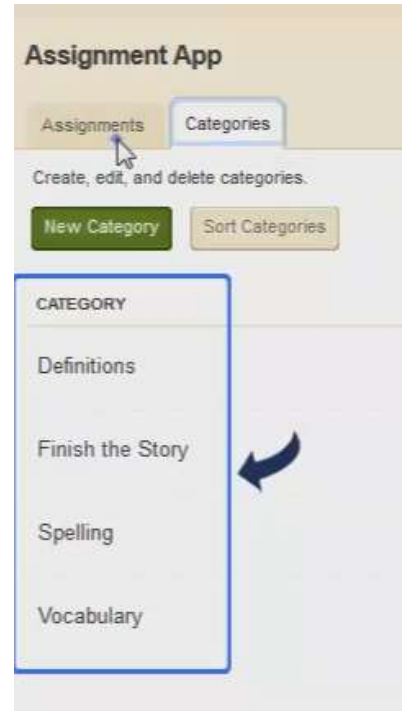 Assignment App
Assignments Categories
Create, edit, and delete categories.
New Category Sort Categories
CATEGORY
Definitions
Finish the Story
Spelling
Vocabulary